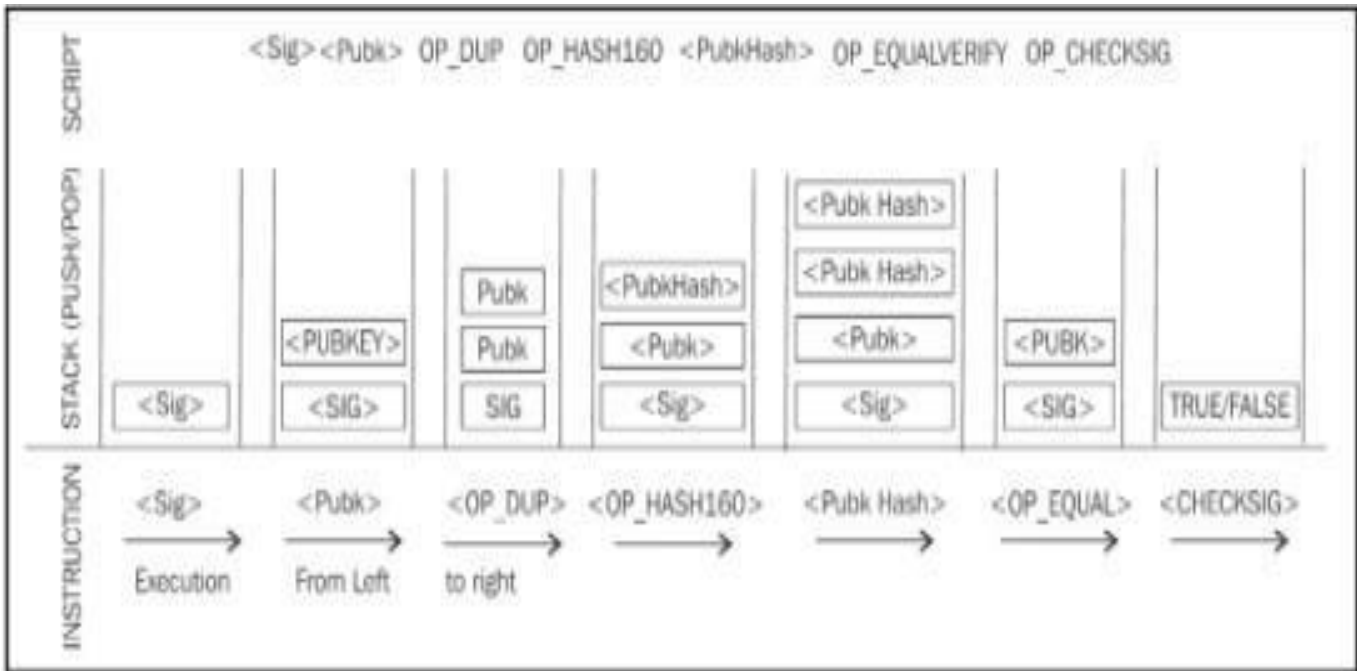 SCRIPT
<Sig> <Pubk> OP_DUP OP_HASH160 <PubkHash> OP_EQUALVERIFY OP_CHECKSIG
STACK (PUSH/POP)
<Sig>
<PUBKEY>
<SIG>
Pubk
Pubk
SIG
<PubkHash>
<Pubk>
<Sig>
<Pubk Hash>
<Pubk Hash>
<Pubk>
<Sig>
<PUBK>
<SIG>
TRUE/FALSE
INSTRUCTION
<Sig> <Pubk> <OP_DUP> <OP_HASH160> <Pubk Hash> <OP_EQUAL> <CHECKSIG>
Execution From Left to right